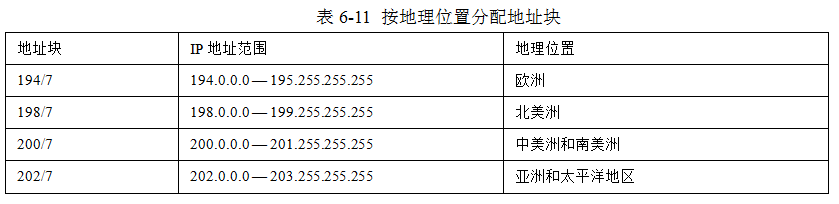 表 6-11 按地理位置分配地址块
地址块 IP 地址范围 地理位置
194/7 194.0.0.0—195.255.255.255 欧洲
198/7 198.0.0.0—199.255.255.255 北美洲
200/7 200.0.0.0—201.255.255.255 中美洲和南美洲
202/7 202.0.0.0—203.255.255.255 亚洲和太平洋地区